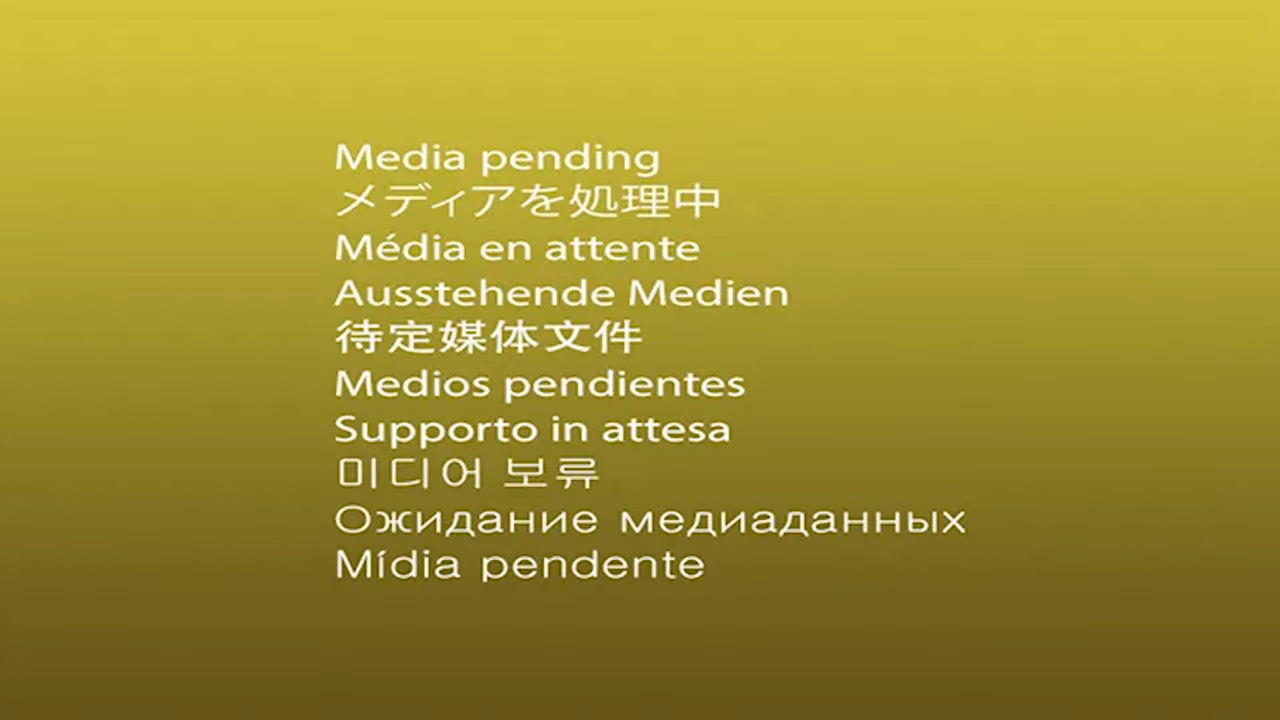 Media pending
メディアを処理中
Média en attente
Ausstehende Medien
待定媒体文件
Medios pendientes
Supporto in attesa
미디어 보류
Ожидание медиаданных
Mídia pendente